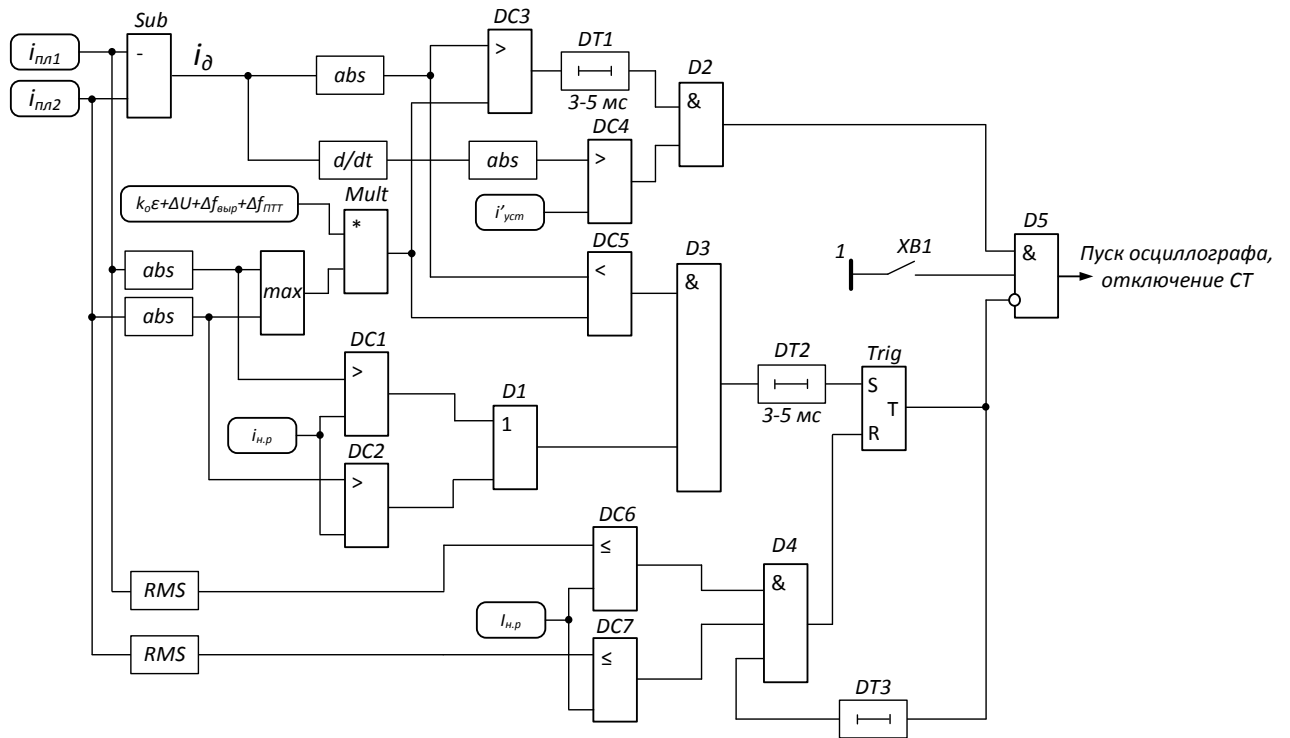 Sub
DC3
iпл1
-
iд
abs
>
DT1
D2
iпл2
3-5 мс
&
DC4
d/dt
abs
>
Mult
kоε+ΔU+Δfвыр+ΔfПТТ
*
i'уст
D5
DC5
D3
1
XB1
&
Пуск осциллографа,
отключение СТ
abs
max
<
&
abs
DC1
DT2
Trig
>
D1
S
T
3-5 мс
1
R
iн.р
DC2
>
DC6
D4
≤
RMS
&
Iн.р
DC7
RMS
≤
DT3